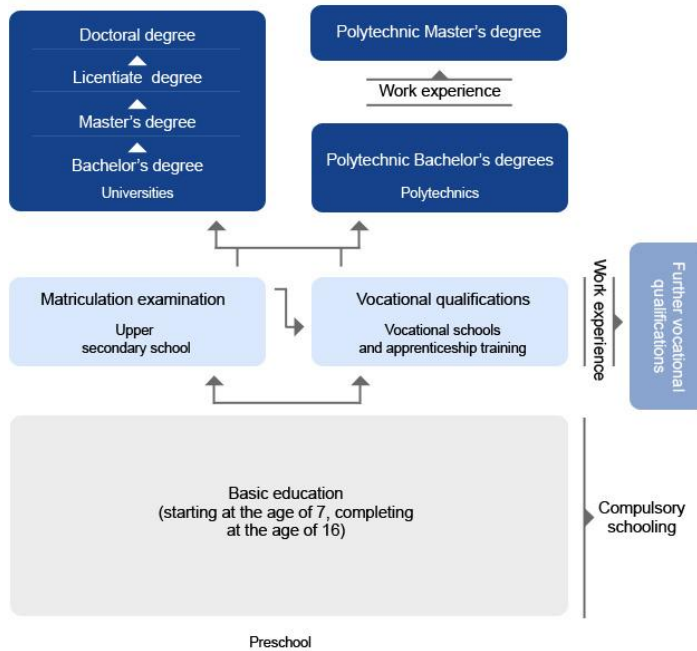 Doctoral degree
Licentiate degree
Master's degree
Bachelor's degree
Universities
Polytechnic Master's degree
Work experience
Polytechnic Bachelor's degrees
Polytechnics
Matriculation examination
Upper
secondary school
Vocational qualifications
Vocational schools
and apprenticeship training
Work experience
Further vocational
qualifications
Basic education
(starting at the age of 7, completing
at the age of 16)
Compulsory
schooling
Preschool